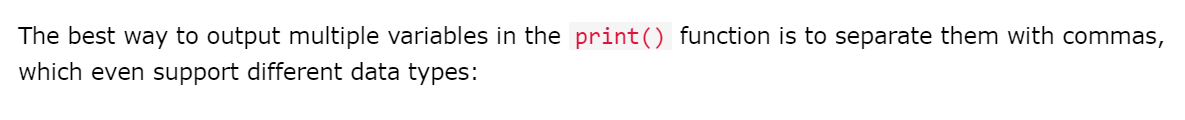 The best way to output multiple variables in the print() function is to separate them with commas,
which even support different data types: